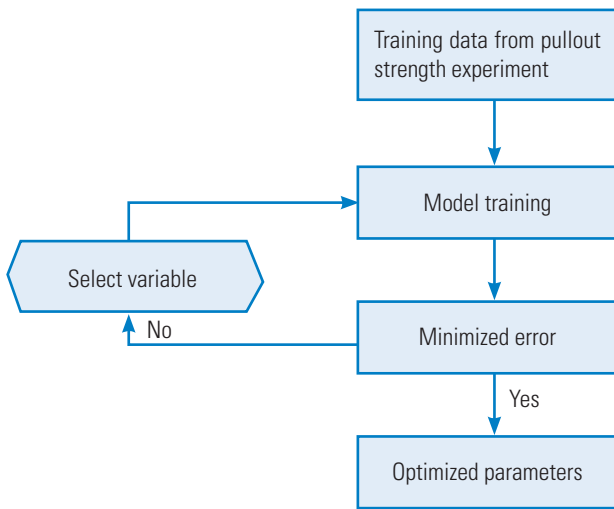 Training data from pullout
strength experiment
Model training
Select variable
No
Minimized error
Yes
Optimized parameters